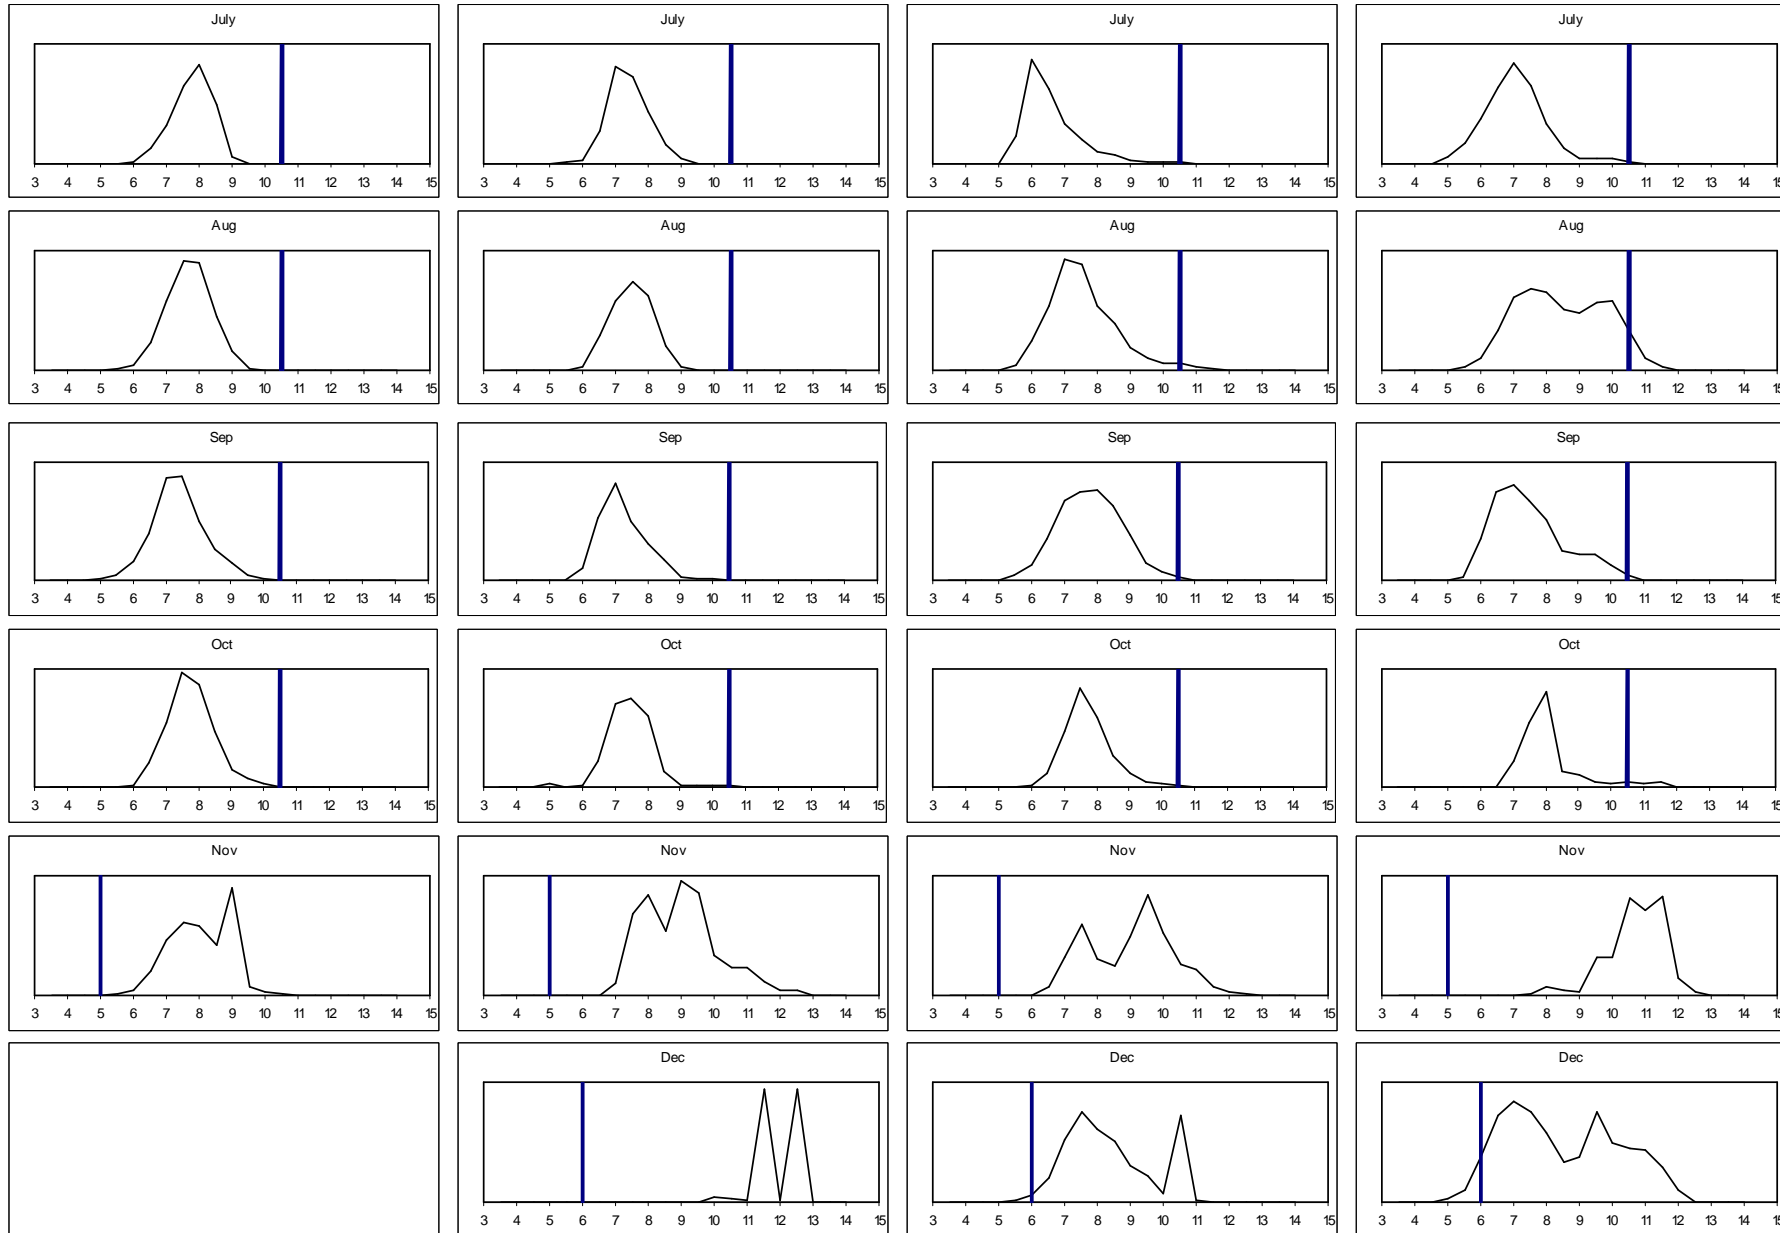 July July July July
3 4 5 6 7 8 9 10 11 12 13 14 15 3 4 5 6 7 8 9 10 11 12 13 14 15 3 4 5 6 7 8 9 10 11 12 13 14 15 3 4 5 6 7 8 9 10 11 12 13 14 15
Aug Aug Aug Aug
3 4 5 6 7 8 9 10 11 12 13 14 15 3 4 5 6 7 8 9 10 11 12 13 14 15 3 4 5 6 7 8 9 10 11 12 13 14 15 3 4 5 6 7 8 9 10 11 12 13 14 15
Sep Sep Sep Sep
3 4 5 6 7 8 9 10 11 12 13 14 15 3 4 5 6 7 8 9 10 11 12 13 14 15 3 4 5 6 7 8 9 10 11 12 13 14 15 3 4 5 6 7 8 9 10 11 12 13 14 15
Oct Oct Oct Oct
3 4 5 6 7 8 9 10 11 12 13 14 15 3 4 5 6 7 8 9 10 11 12 13 14 15 3 4 5 6 7 8 9 10 11 12 13 14 15 3 4 5 6 7 8 9 10 11 12 13 14 15
Nov Nov Nov Nov
3 4 5 6 7 8 9 10 11 12 13 14 15 3 4 5 6 7 8 9 10 11 12 13 14 15 3 4 5 6 7 8 9 10 11 12 13 14 15 3 4 5 6 7 8 9 10 11 12 13 14 15
Dec Dec Dec
3 4 5 6 7 8 9 10 11 12 13 14 15 3 4 5 6 7 8 9 10 11 12 13 14 15 3 4 5 6 7 8 9 10 11 12 13 14 15